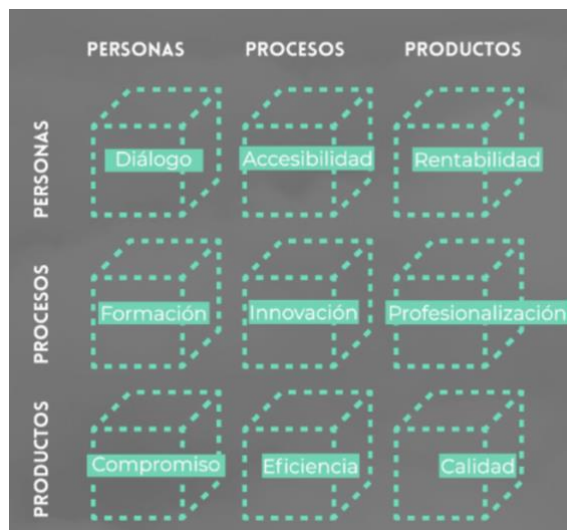 PERSONAS PROCESOS PRODUCTOS
PERSONAS
Diálogo Accesibilidad Rentabilidad
PROCESOS
Formación Innovación Profesionalización
PRODUCTOS
Compromiso Eficiencia Calidad